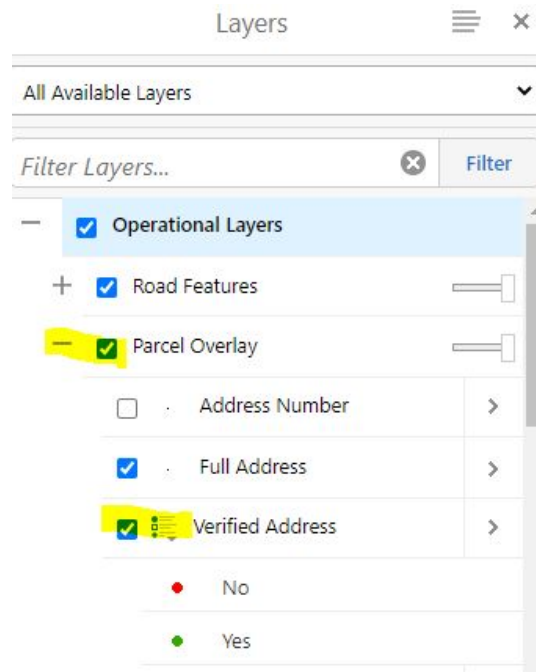 Layers
All Available Layers
Filter Layers... Filter
Operational Layers
Road Features
Parcel Overlay
Address Number
Full Address
Verified Address
No
Yes